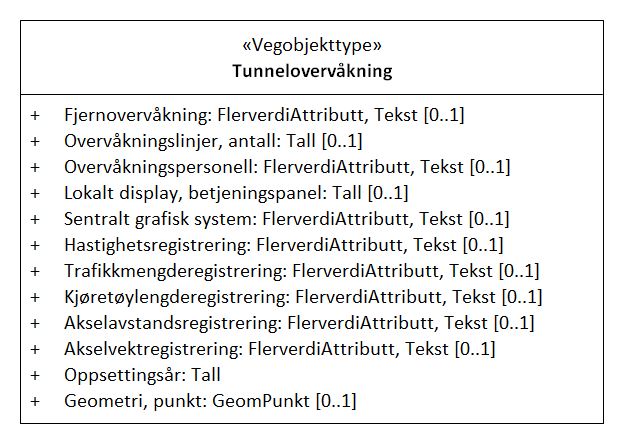 «Vegobjekttype»
Tunnelovervåkning
+ Fjernovervåkning: FlerverdiAttributt, Tekst [0..1]
+ Overvåkningslinjer, antall: Tall [0..1]
+ Overvåkningspersonell: FlerverdiAttributt, Tekst [0..1]
+ Lokalt display, betjeningspanel: Tall [0..1]
+ Sentralt grafisk system: FlerverdiAttributt, Tekst [0..1]
+ Hastighetsregistrering: FlerverdiAttributt, Tekst [0..1]
+ Trafikkmengderegistrering: FlerverdiAttributt, Tekst [0..1]
+ Kjøretøylengderegistrering: FlerverdiAttributt, Tekst [0..1]
+ Akselavstandsregistrering: FlerverdiAttributt, Tekst [0..1]
+ Akselvektregistrering: FlerverdiAttributt, Tekst [0..1]
+ Oppsettingsår: Tall
+ Geometri, punkt: GeomPunkt [0..1]